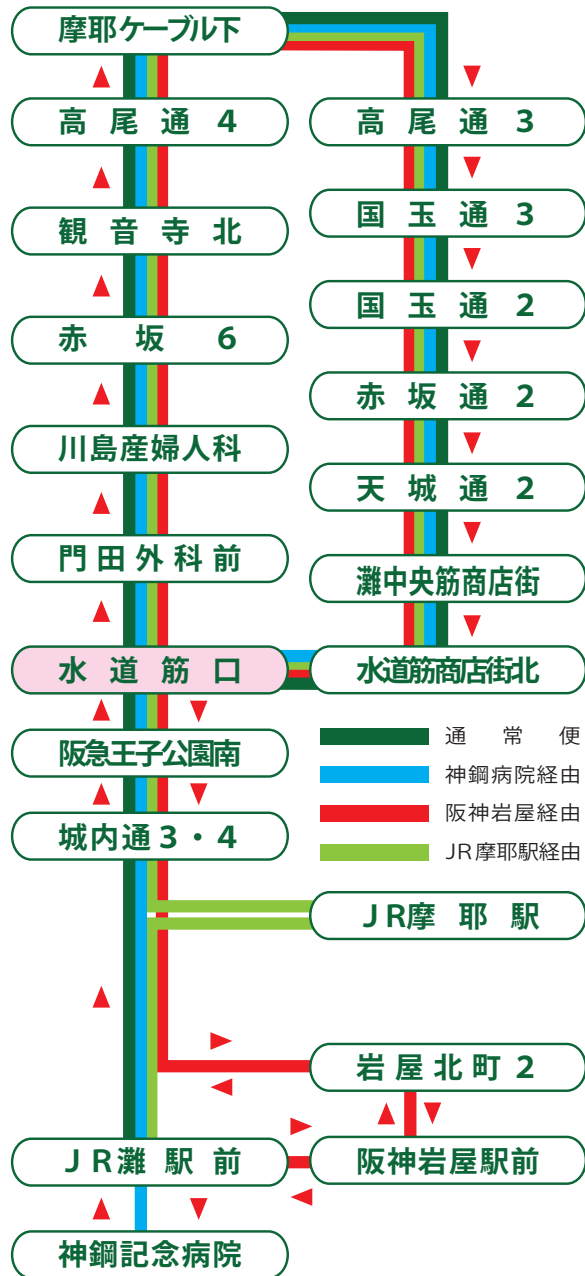 摩耶ケーブル下
高尾通4
高尾通3
観音寺北
国玉通3
国玉通2
赤坂6
赤坂通2
川島産婦人科
天城通2
門田外科前
灘中央筋商店街
水道筋口
水道筋商店街北
阪急王子公園南
通常便
神鋼病院経由
阪神岩屋経由
JR摩耶駅経由
城内通3・4
JR摩耶駅
岩屋北町2
JR灘駅前
阪神岩屋駅前
神鋼記念病院